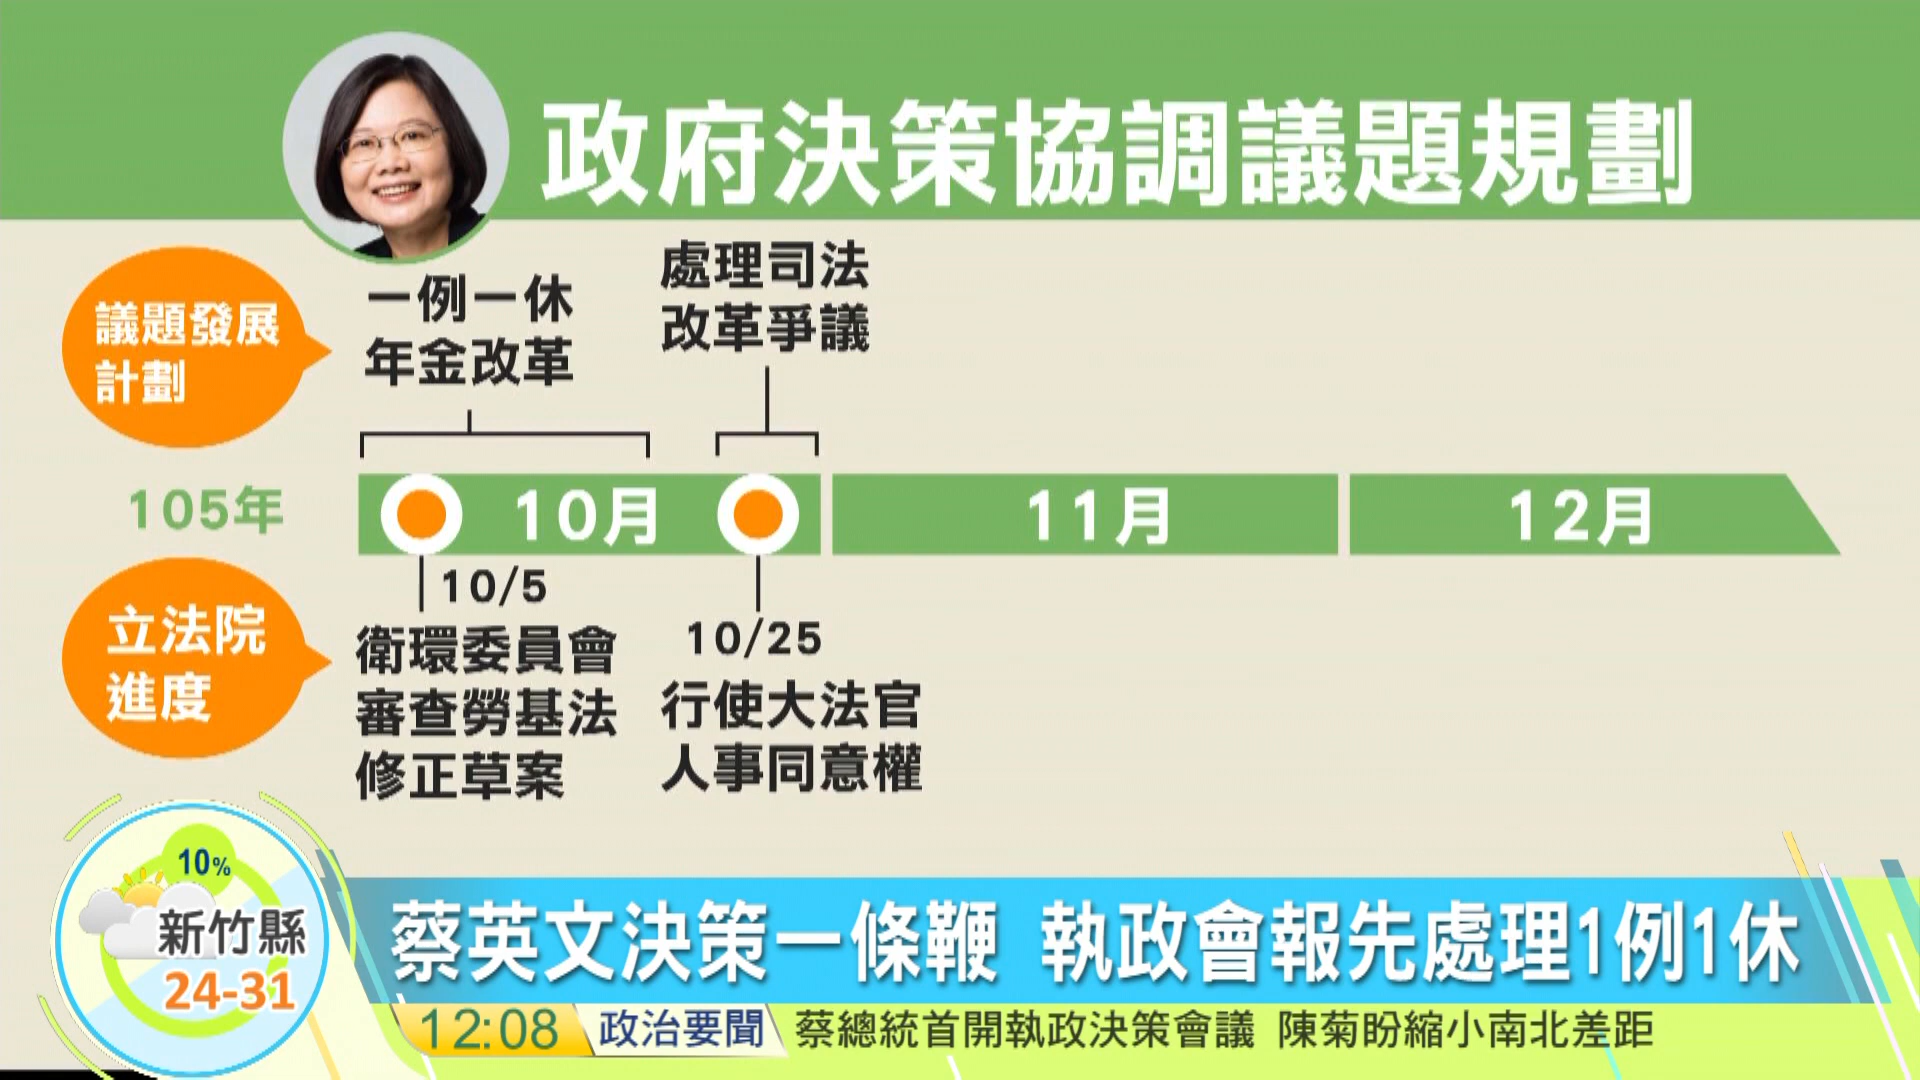 政府決策協調議題規劃
議題發展
計劃
一例一休
年金改革
處理司法
改革爭議
105年
10月
11月
12月
立法院
進度
10/5
衛環委員會
審查勞基法
修正草案
10/25
行使大法官
人事同意權
10%
新竹縣
24-31
蔡英文決策一條鞭 執政會報先處理1例1休
12:08
政治要聞
蔡總統首開執政決策會議 陳菊盼縮小南北差距